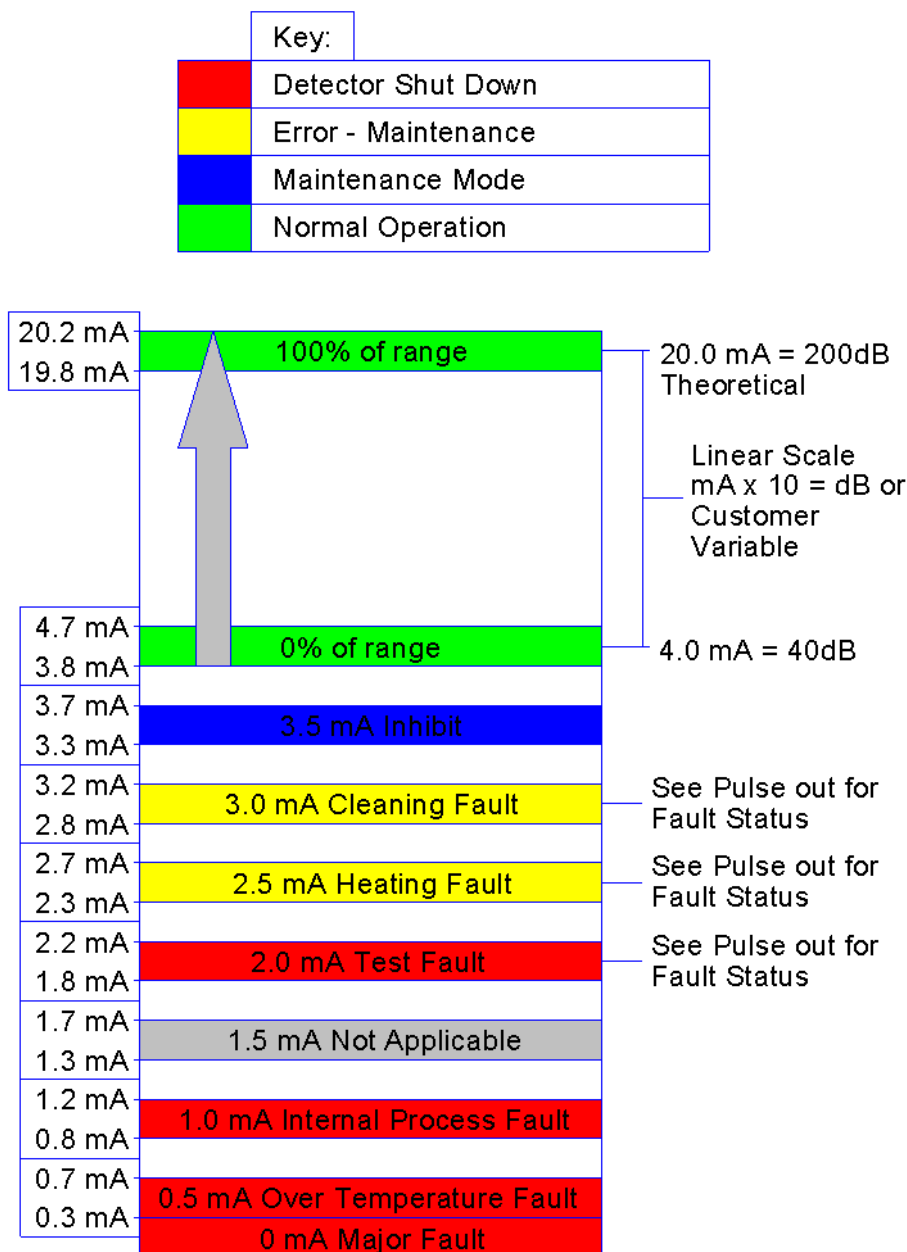 Key:
Detector Shut Down
Error - Maintenance
Maintenance Mode
Normal Operation
20.2 mA
19.8 mA
100% of range
20.0 mA = 200dB
Theoretical
Linear Scale
mA x 10 = dB or
Customer
Variable
4.7 mA
3.8 mA
0% of range
4.0 mA = 40dB
3.7 mA
3.3 mA
3.5 mA Inhibit
3.2 mA
2.8 mA
3.0 mA Cleaning Fault
See Pulse out for
Fault Status
2.7 mA
2.3 mA
2.5 mA Heating Fault
See Pulse out for
Fault Status
2.2 mA
1.8 mA
2.0 mA Test Fault
See Pulse out for
Fault Status
1.7 mA
1.3 mA
1.5 mA Not Applicable
1.2 mA
0.8 mA
1.0 mA Internal Process Fault
0.7 mA
0.3 mA
0.5 mA Over Temperature Fault
0 mA Major Fault